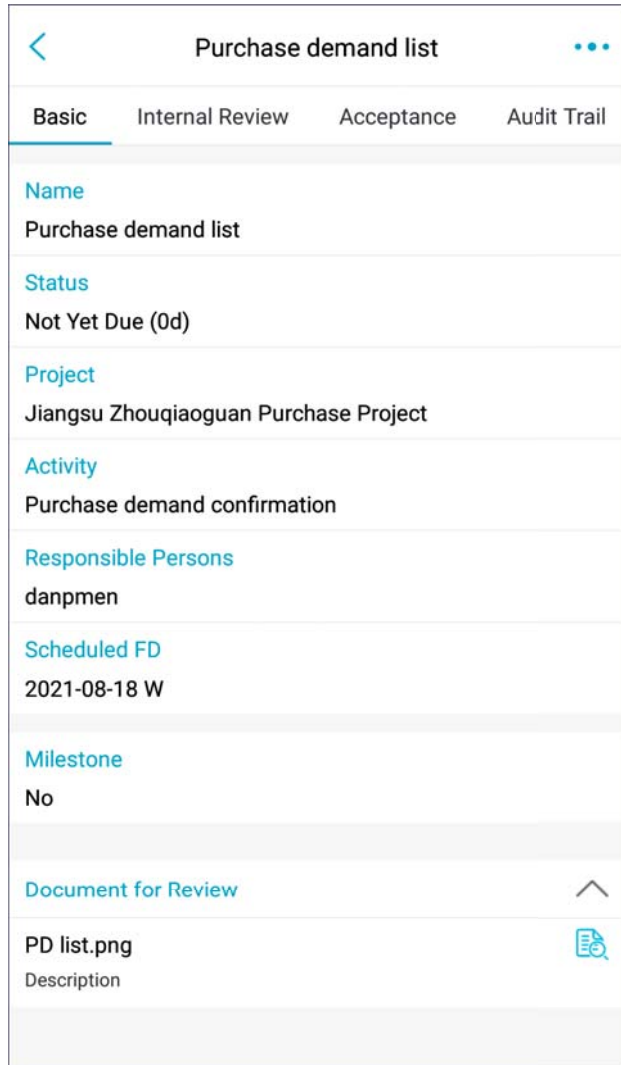 Purchase demand list
Basic Internal Review Acceptance Audit Trail
Name
Purchase demand list
Status
Not Yet Due (0d)
Project
Jiangsu Zhouqiaoguan Purchase Project
Activity
Purchase demand confirmation
Responsible Persons
danpmen
Scheduled FD
2021-08-18 W
Milestone
No
Document for Review
PD list.png
Description